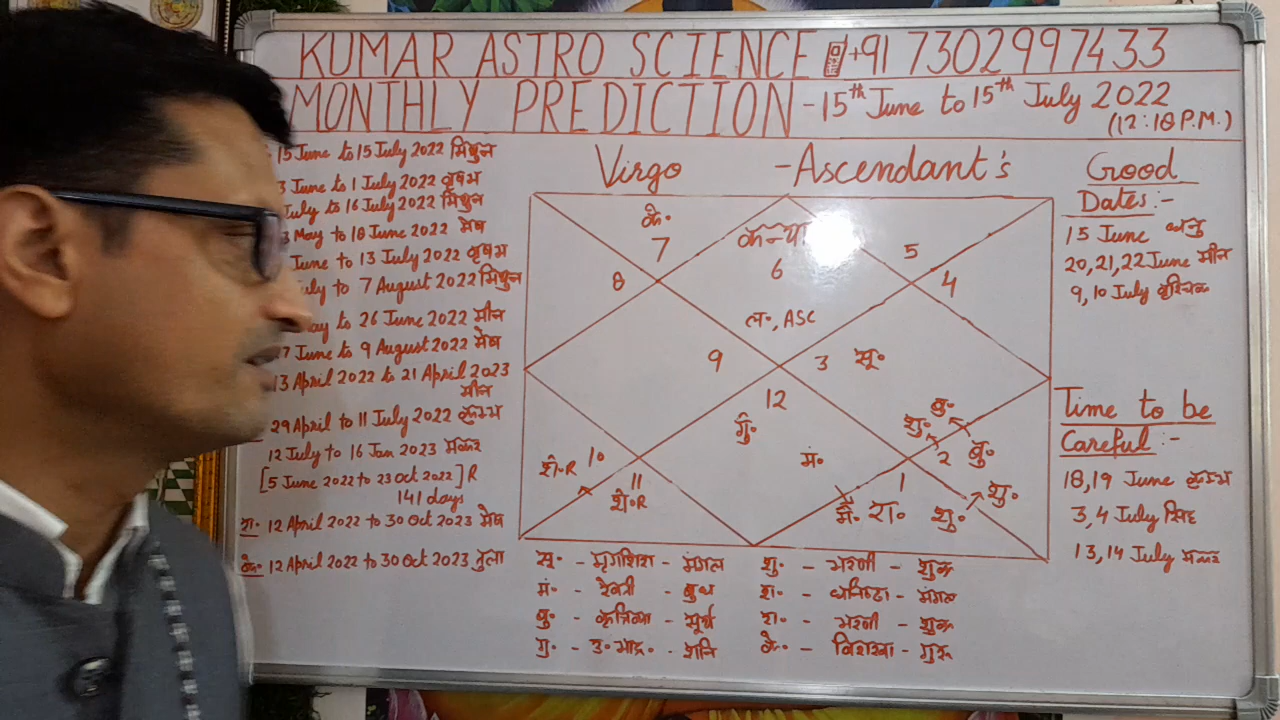 KUMAR ASTRO SCIENCE +91 7302997433
MONTHLY PREDICTION - 15th June to 15th July 2022
(12:18 P.M.)
15 June to 15 July 2022 मिथुन
3 June to 1 July 2022 वृषभ
July to 16 July 2022 मिथुन
May to 18 June 2022 मेष
June to 13 July 2022 वृषभ
to 7 August 2022 मिथुन
to 26 June 2022 मीन
7 June to 9 August 2022 मेष
13 April 2022 to 21 April 2023
मीन
29 April to 11 July 2022 कुम्भ
12 July to 16 Jan 2023 मकर
[5 June 2022 to 23 Oct 2022] R
141 days
रा॰ 12 April 2022 to 30 Oct 2023 मेष
के॰ 12 April 2022 to 30 Oct 2023 तुला
Virgo - Ascendant's
के॰
7
कन्या
6
5
8
4
ल॰, ASC
9
3 सू॰
12
गु॰
बु॰
शु॰
मं॰
2 बु॰
श॰R 10
11
श॰R
1
मं॰ रा॰ शु॰
शु॰
सू॰ - मृगशिरा - मंगल
मं॰ - रेवती - बुध
बु॰ - कृत्तिका - सूर्य
गु॰ - उ॰ भाद्र॰ - शनि
शु॰ - भरणी - शुक्र
श॰ - धनिष्ठा - मंगल
रा॰ - भरणी - शुक्र
के॰ - विशाखा - गुरू
Good
Dates:-
15 June धनु
20,21,22 June मीन
9,10 July वृश्चिक
Time to be
Careful:-
18,19 June कुम्भ
3,4 July सिंह
13,14 July मकर